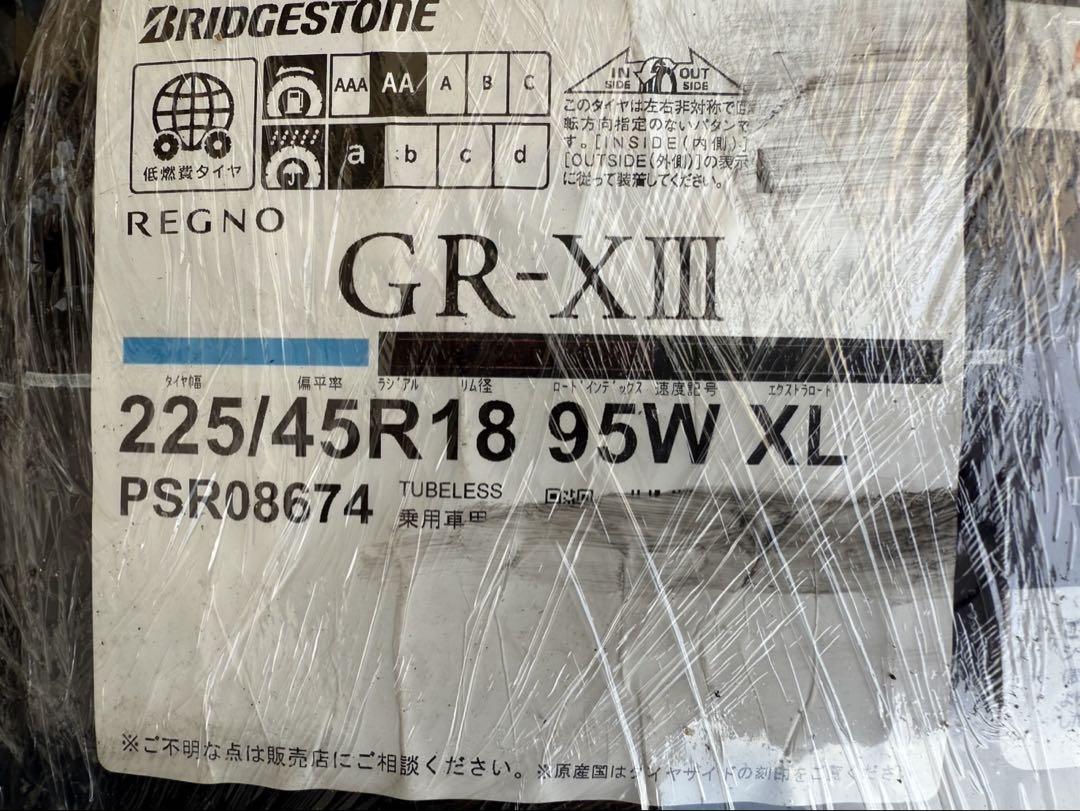 BRIDGESTONE
AAA AA A B C
a b c d
低燃費タイヤ
IN SIDE OUT SIDE
このタイヤは左右非対称で回
転方向指定のないパタンで
す。[INSIDE(内側)]
[OUTSIDE(外側)]の表示
に従って装着してください。
REGNO
GR-XIII
タイヤ幅 偏平率 ラジアル リム径 ロードインデックス 速度記号 エクストラロード
225/45R18 95W XL
PSR08674 TUBELESS
乗用車用
※ご不明な点は販売店にご相談ください。※原産国はタイヤサイドの刻印をご覧くださ